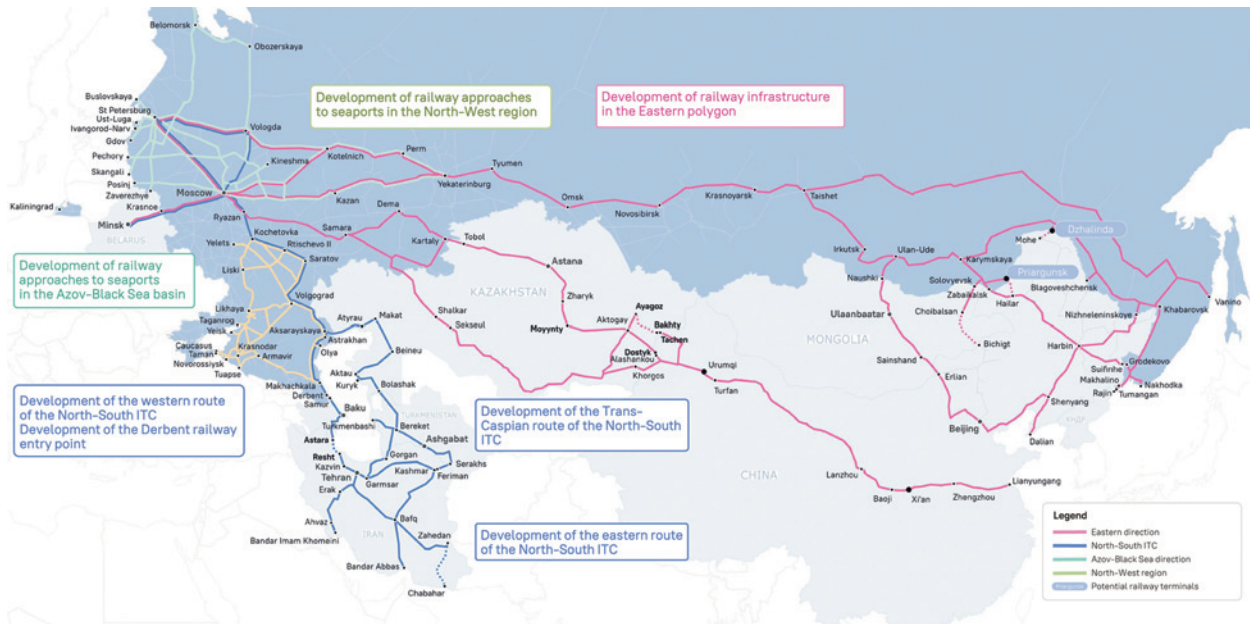 Belomorsk
Obozerskaya
Buslovskaya
St Petersburg
Ust-Luga
Ivangorod-Narv
Gdov
Pechory
Skangali
Posinj
Zaverezhye
Kaliningrad
Krasnoe
Minsk
BELARUS
Moscow
Vologda
Kineshma
Kotelnich
Perm
Kazan
Yekaterinburg
Tyumen
Omsk
Novosibirsk
Krasnoyarsk
Taishet
Development of railway approaches
to seaports in the North-West region
Development of railway infrastructure
in the Eastern polygon
Ryazan
Kochetovka
Yelets
Rtischevo II
Saratov
Samara
Dema
Kartaly
Tobol
Astana
KAZAKHSTAN
Zharyk
Moyynty
Shalkar
Sekseul
Aktogay
Ayagoz
Bakhty
Tachen
Dostyk
Alashankou
Khorgos
Urumqi
Turfan
Irkutsk
Ulan-Ude
Naushki
Ulaanbaatar
MONGOLIA
Sainshand
Erlian
Beijing
Karymskaya
Solovyevsk
Zabaikalsk
Choibalsan
Bichigt
Hailar
Mohe
Dzhalinda
Priargunsk
Blagoveshchensk
Nizhneleninskoye
Khabarovsk
Vanino
Harbin
Grodekovo
Suifinhe
Makhalino
Rajin
Tumangan
Nakhodka
Shenyang
Dalian
Development of railway
approaches to seaports
in the Azov-Black Sea basin
Liski
Volgograd
Likhaya
Taganrog
Yeisk
Aksarayskaya
Astrakhan
Olya
Caucasus
Taman
Novorossiysk
Krasnodar
Armavir
Tuapse
Makhachkala
Derbent
Samur
Atyrau
Makat
Beineu
Aktau
Kuryk
Bolashak
Development of the western route
of the North-South ITC
Development of the Derbent railway
entry point
Baku
Turkmenbashi
TURKMENISTAN
Bereket
Ashgabat
Astara
Resht
Kazvin
Tehran
Gorgan
Kashmar
Serakhs
Feriman
Garmsar
Erak
Ahvaz
Bandar Imam Khomeini
IRAN
Bafq
Zahedan
Bandar Abbas
Chabahar
Development of the Trans-
Caspian route of the North-South
ITC
Development of the eastern route
of the North-South ITC
CHINA
Lanzhou
Baoji
Xi'an
Zhengzhou
Lianyungang
Legend
Eastern direction
North-South ITC
Azov-Black Sea direction
North-West region
Potential railway terminals